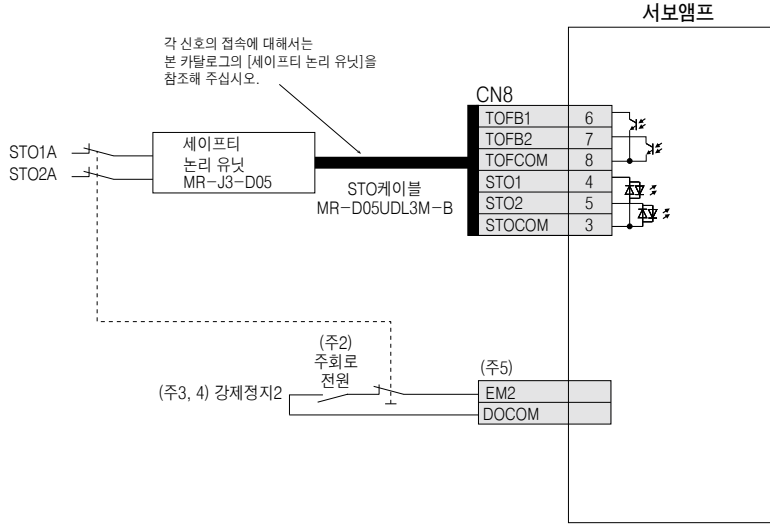 서보앰프
각 신호의 접속에 대해서는
본 카탈로그의 [세이프티 논리 유닛]을
참조해 주십시오.
CN8
TOFB1 6
TOFB2 7
TOFCOM 8
STO1 4
STO2 5
STOCOM 3
STO1A
STO2A
세이프티
논리 유닛
MR-J3-D05
STO케이블
MR-D05UDL3M-B
(주2)
주회로
전원
(주3, 4) 강제정지2
(주5)
EM2
DOCOM